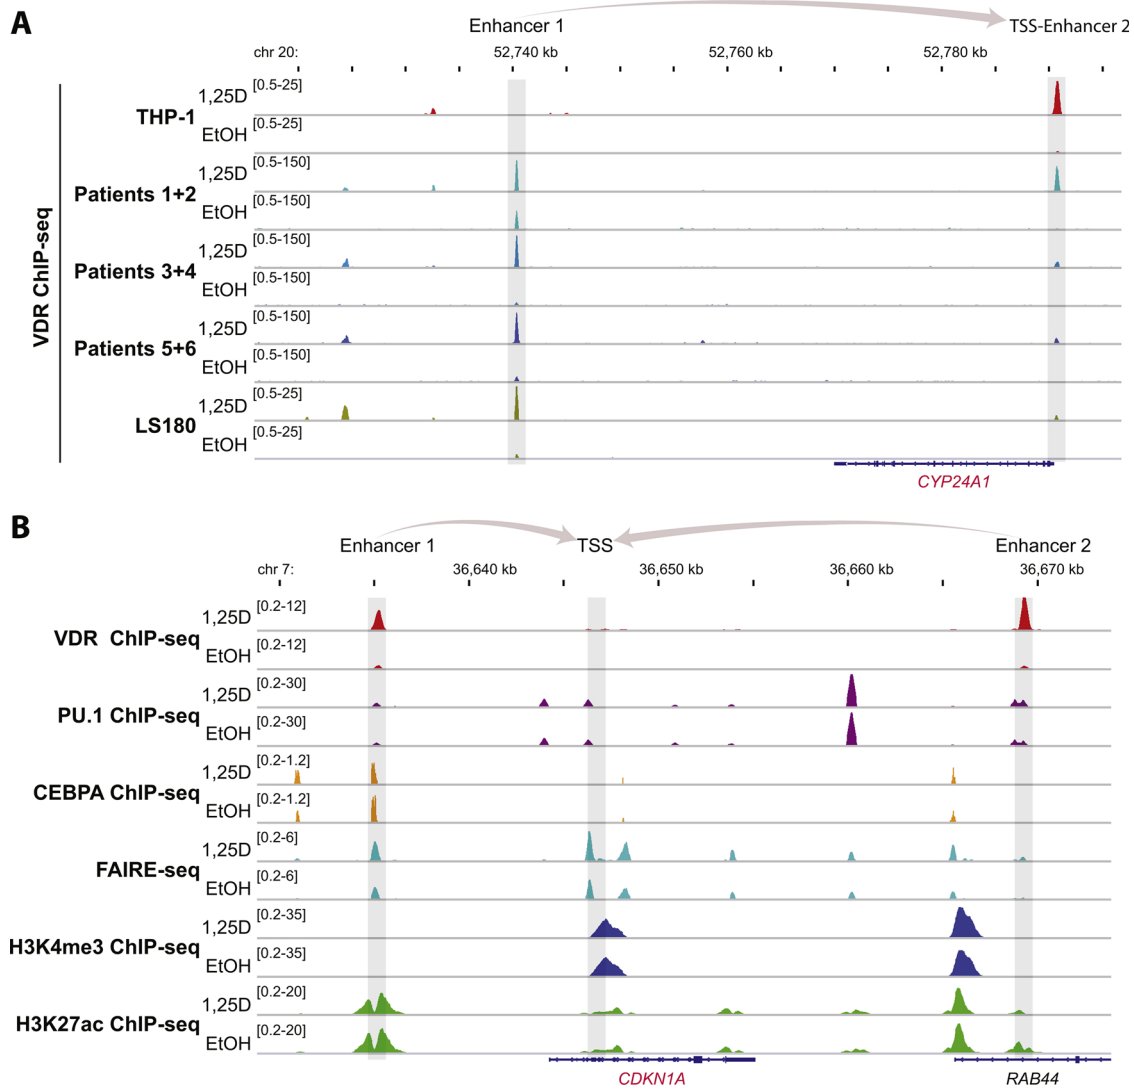 A
Enhancer 1
TSS-Enhancer 2
chr 20:
52,740 kb
52,760 kb
52,780 kb
VDR ChIP-seq
THP-1
1,25D
[0.5-25]
EtOH
[0.5-25]
Patients 1+2
1,25D
[0.5-150]
EtOH
[0.5-150]
Patients 3+4
1,25D
[0.5-150]
EtOH
[0.5-150]
Patients 5+6
1,25D
[0.5-150]
EtOH
[0.5-150]
LS180
1,25D
[0.5-25]
EtOH
[0.5-25]
CYP24A1
B
Enhancer 1
TSS
Enhancer 2
chr 7:
36,640 kb
36,650 kb
36,660 kb
36,670 kb
VDR ChIP-seq
1,25D
[0.2-12]
EtOH
[0.2-12]
PU.1 ChIP-seq
1,25D
[0.2-30]
EtOH
[0.2-30]
CEBPA ChIP-seq
1,25D
[0.2-1.2]
EtOH
[0.2-1.2]
FAIRE-seq
1,25D
[0.2-6]
EtOH
[0.2-6]
H3K4me3 ChIP-seq
1,25D
[0.2-35]
EtOH
[0.2-35]
H3K27ac ChIP-seq
1,25D
[0.2-20]
EtOH
[0.2-20]
CDKN1A
RAB44